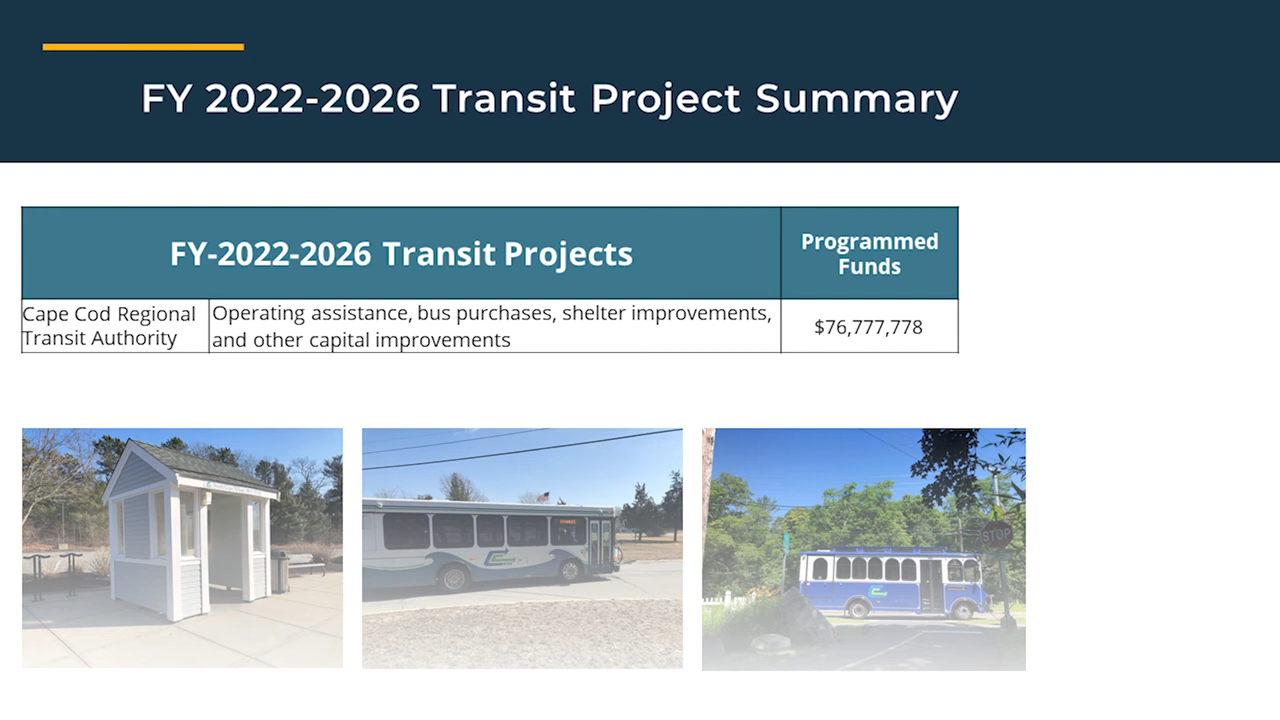 FY 2022-2026 Transit Project Summary
FY-2022-2026 Transit Projects
Programmed
Funds
Cape Cod Regional
Transit Authority
Operating assistance, bus purchases, shelter improvements,
and other capital improvements
$76,777,778
STOP